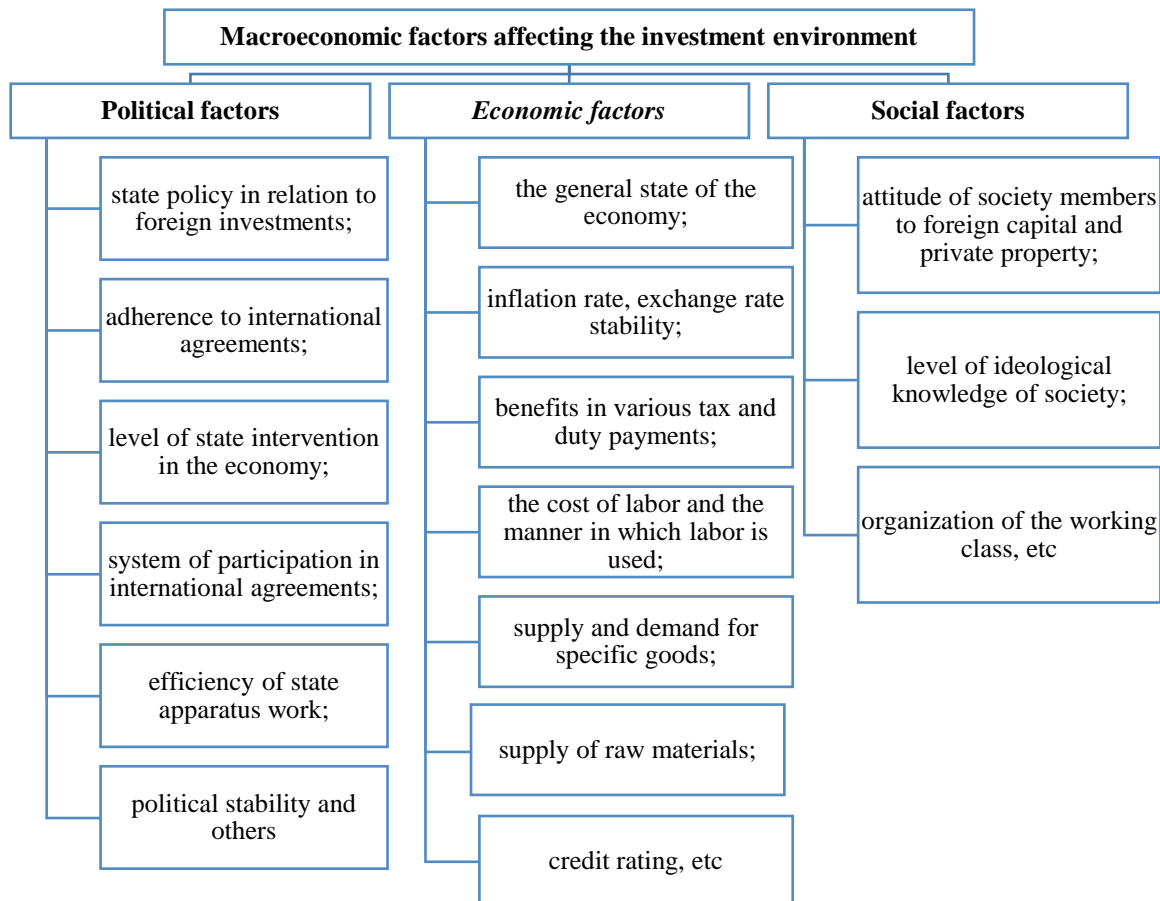 Macroeconomic factors affecting the investment environment
Political factors
state policy in relation to
foreign investments;
adherence to international
agreements;
level of state intervention
in the economy;
system of participation in
international agreements;
efficiency of state
apparatus work;
political stability and
others
Economic factors
the general state of the
economy;
inflation rate, exchange rate
stability;
benefits in various tax and
duty payments;
the cost of labor and the
manner in which labor is
used;
supply and demand for
specific goods;
supply of raw materials;
credit rating, etc
Social factors
attitude of society members
to foreign capital and
private property;
level of ideological
knowledge of society;
organization of the working
class, etc